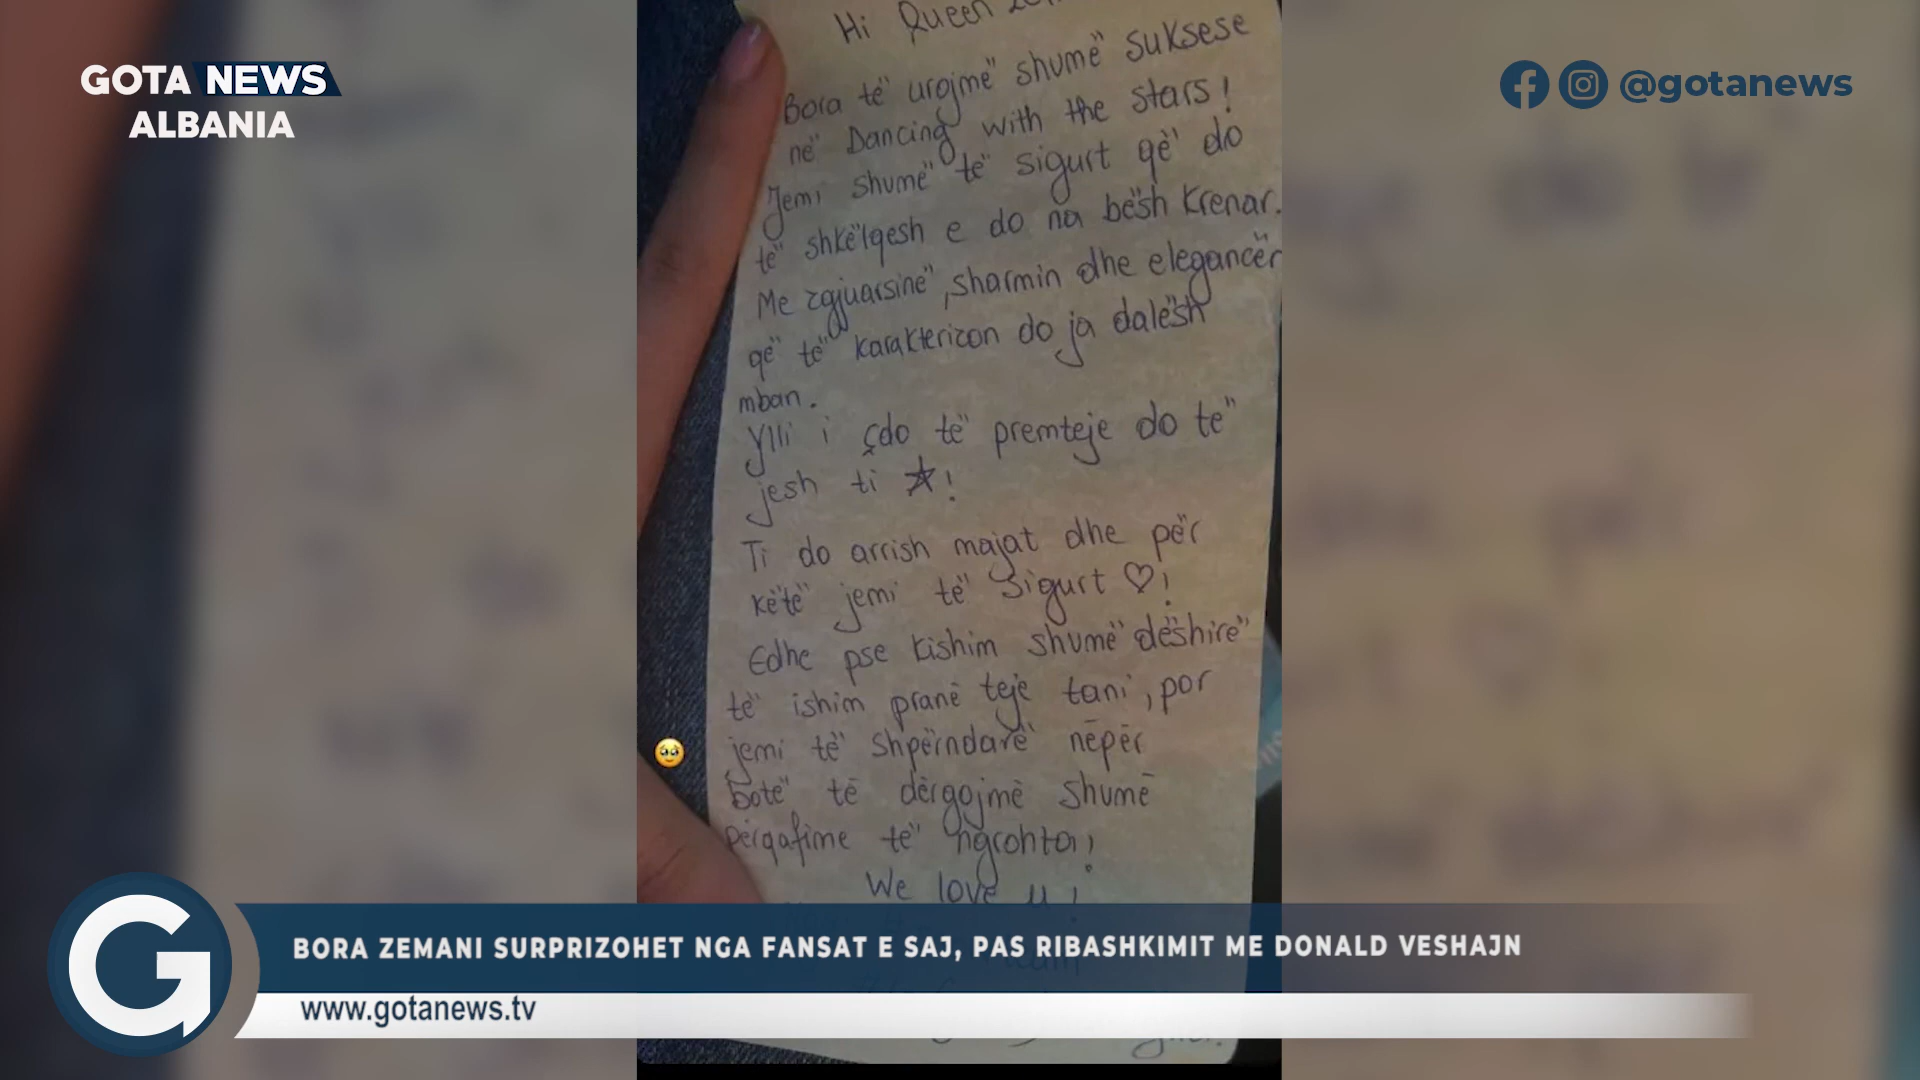 GOTA NEWS
ALBANIA
@gotanews
Hi Queen
Bora të urojmë shumë suksese
në Dancing with the stars!
Jemi shumë të sigurt që do
të shkëlqesh e do na bësh krenar.
Me zgjuarsinë, sharmin dhe elegancën
që të karakterizon do ja dalësh
mban.
Ylli i çdo të premteje do të
jesh ti ☆!
Ti do arrish majat dhe për
këtë jemi të sigurt ♡!
Edhe pse kishim shumë dëshirë
të ishim pranë teje tani, por
jemi të shpërndarë nëpër
botë të dërgojmë shumë
përqafime të ngrohta!
We love u!
BORA ZEMANI SURPRIZOHET NGA FANSAT E SAJ, PAS RIBASHKIMIT ME DONALD VESHAJN
G
www.gotanews.tv